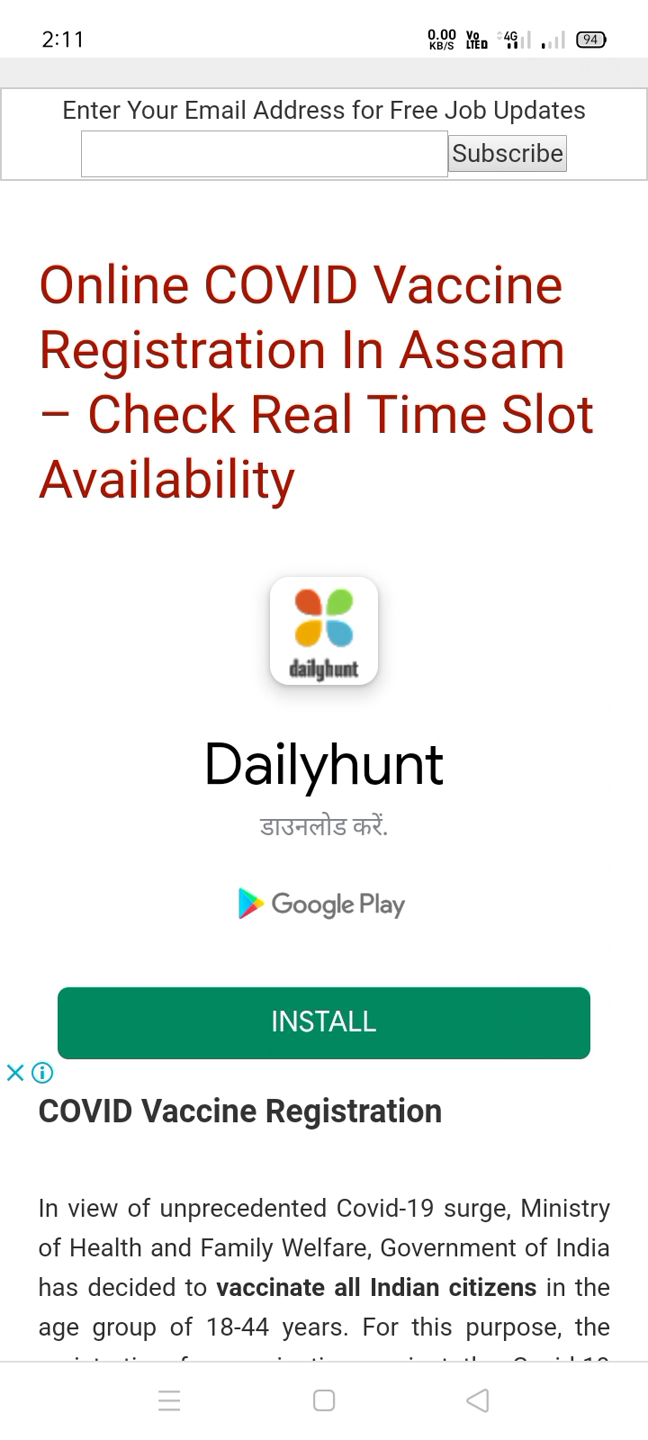 2:11
0.00 KB/S Vo LTED 4G 94
Enter Your Email Address for Free Job Updates
Subscribe
Online COVID Vaccine
Registration In Assam
– Check Real Time Slot
Availability
dailyhunt
Dailyhunt
डाउनलोड करें.
Google Play
INSTALL
COVID Vaccine Registration
In view of unprecedented Covid-19 surge, Ministry
of Health and Family Welfare, Government of India
has decided to vaccinate all Indian citizens in the
age group of 18-44 years. For this purpose, the